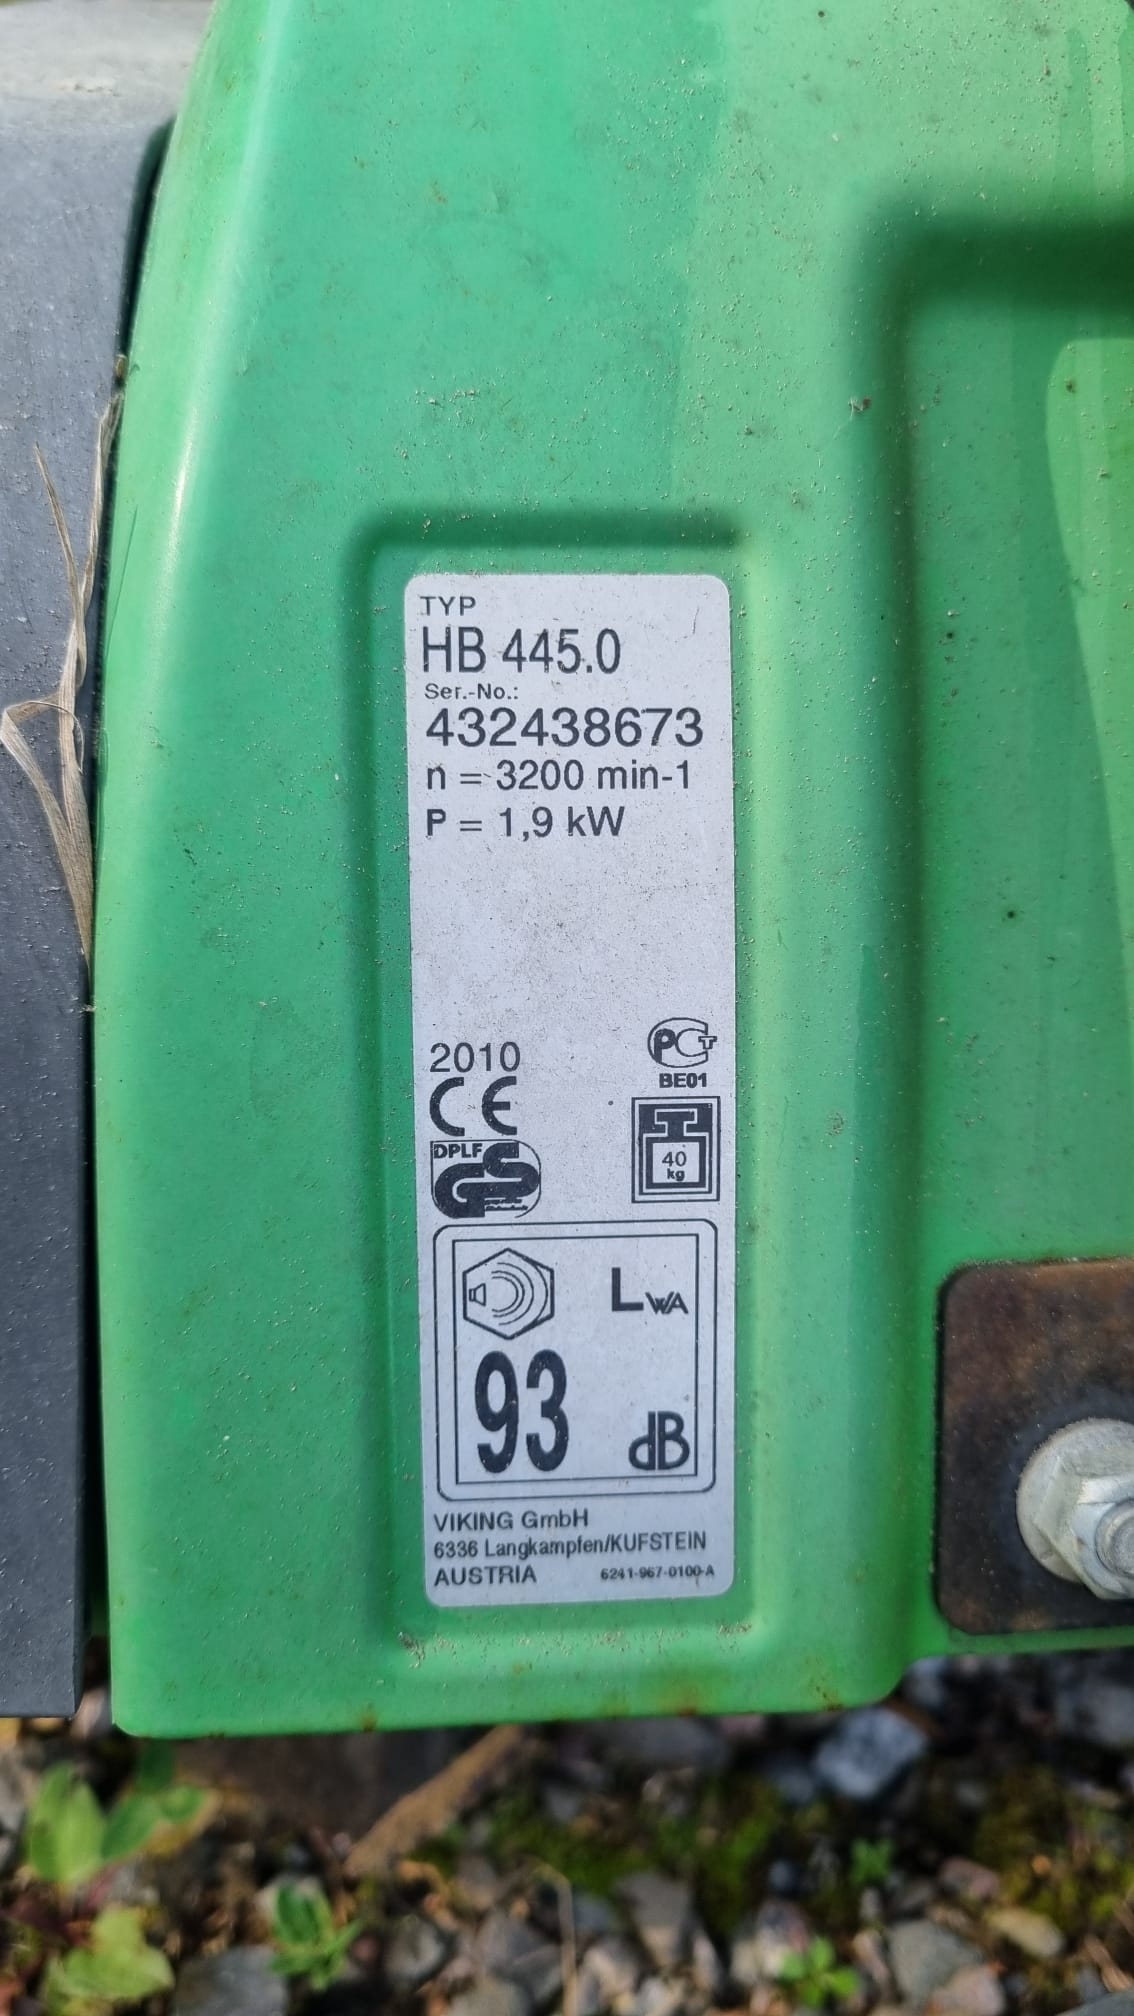 TYP
HB 445.0
Ser.-No.:
432438673
n = 3200 min-1
P = 1,9 kW
2010
PCT
BE01
CE
DPLF
GS
40
kg
LWA
93
dB
VIKING GmbH
6336 Langkampfen/KUFSTEIN
AUSTRIA 6241-967-0100-A